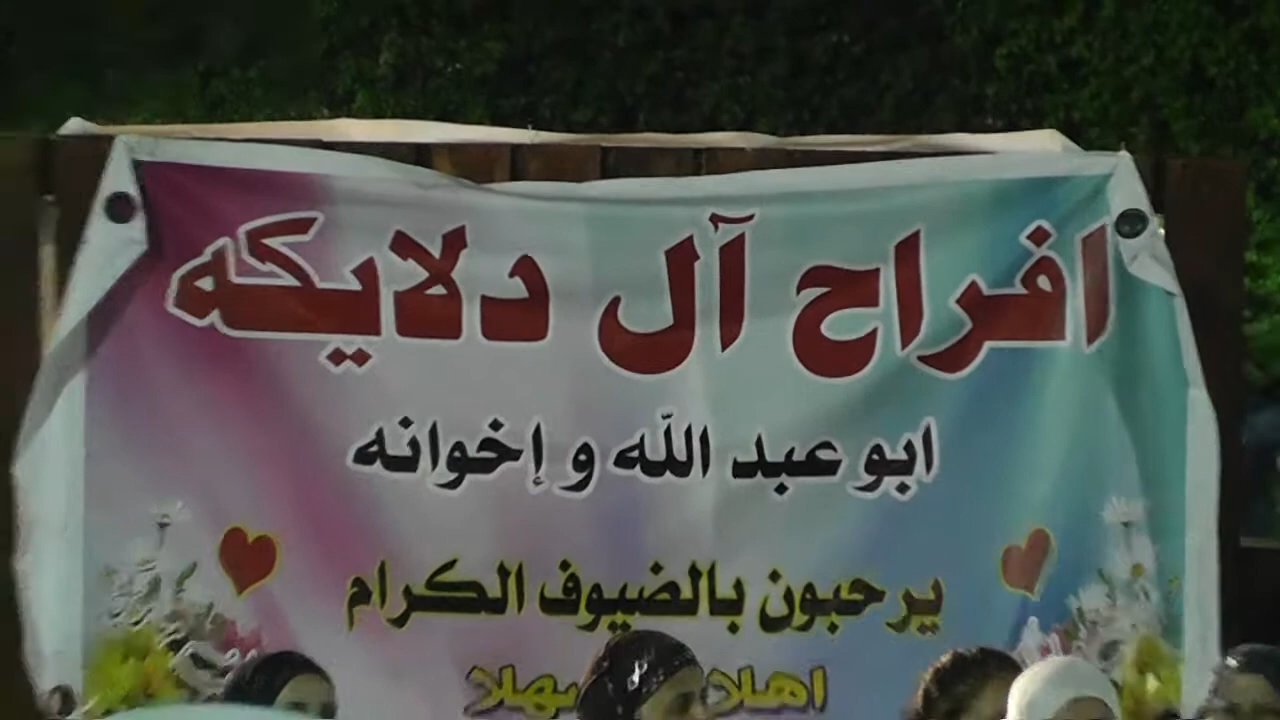 افراح آل دلايكه
ابو عبد الله و إخوانه
يرحبون بالضيوف الكرام
اهلا